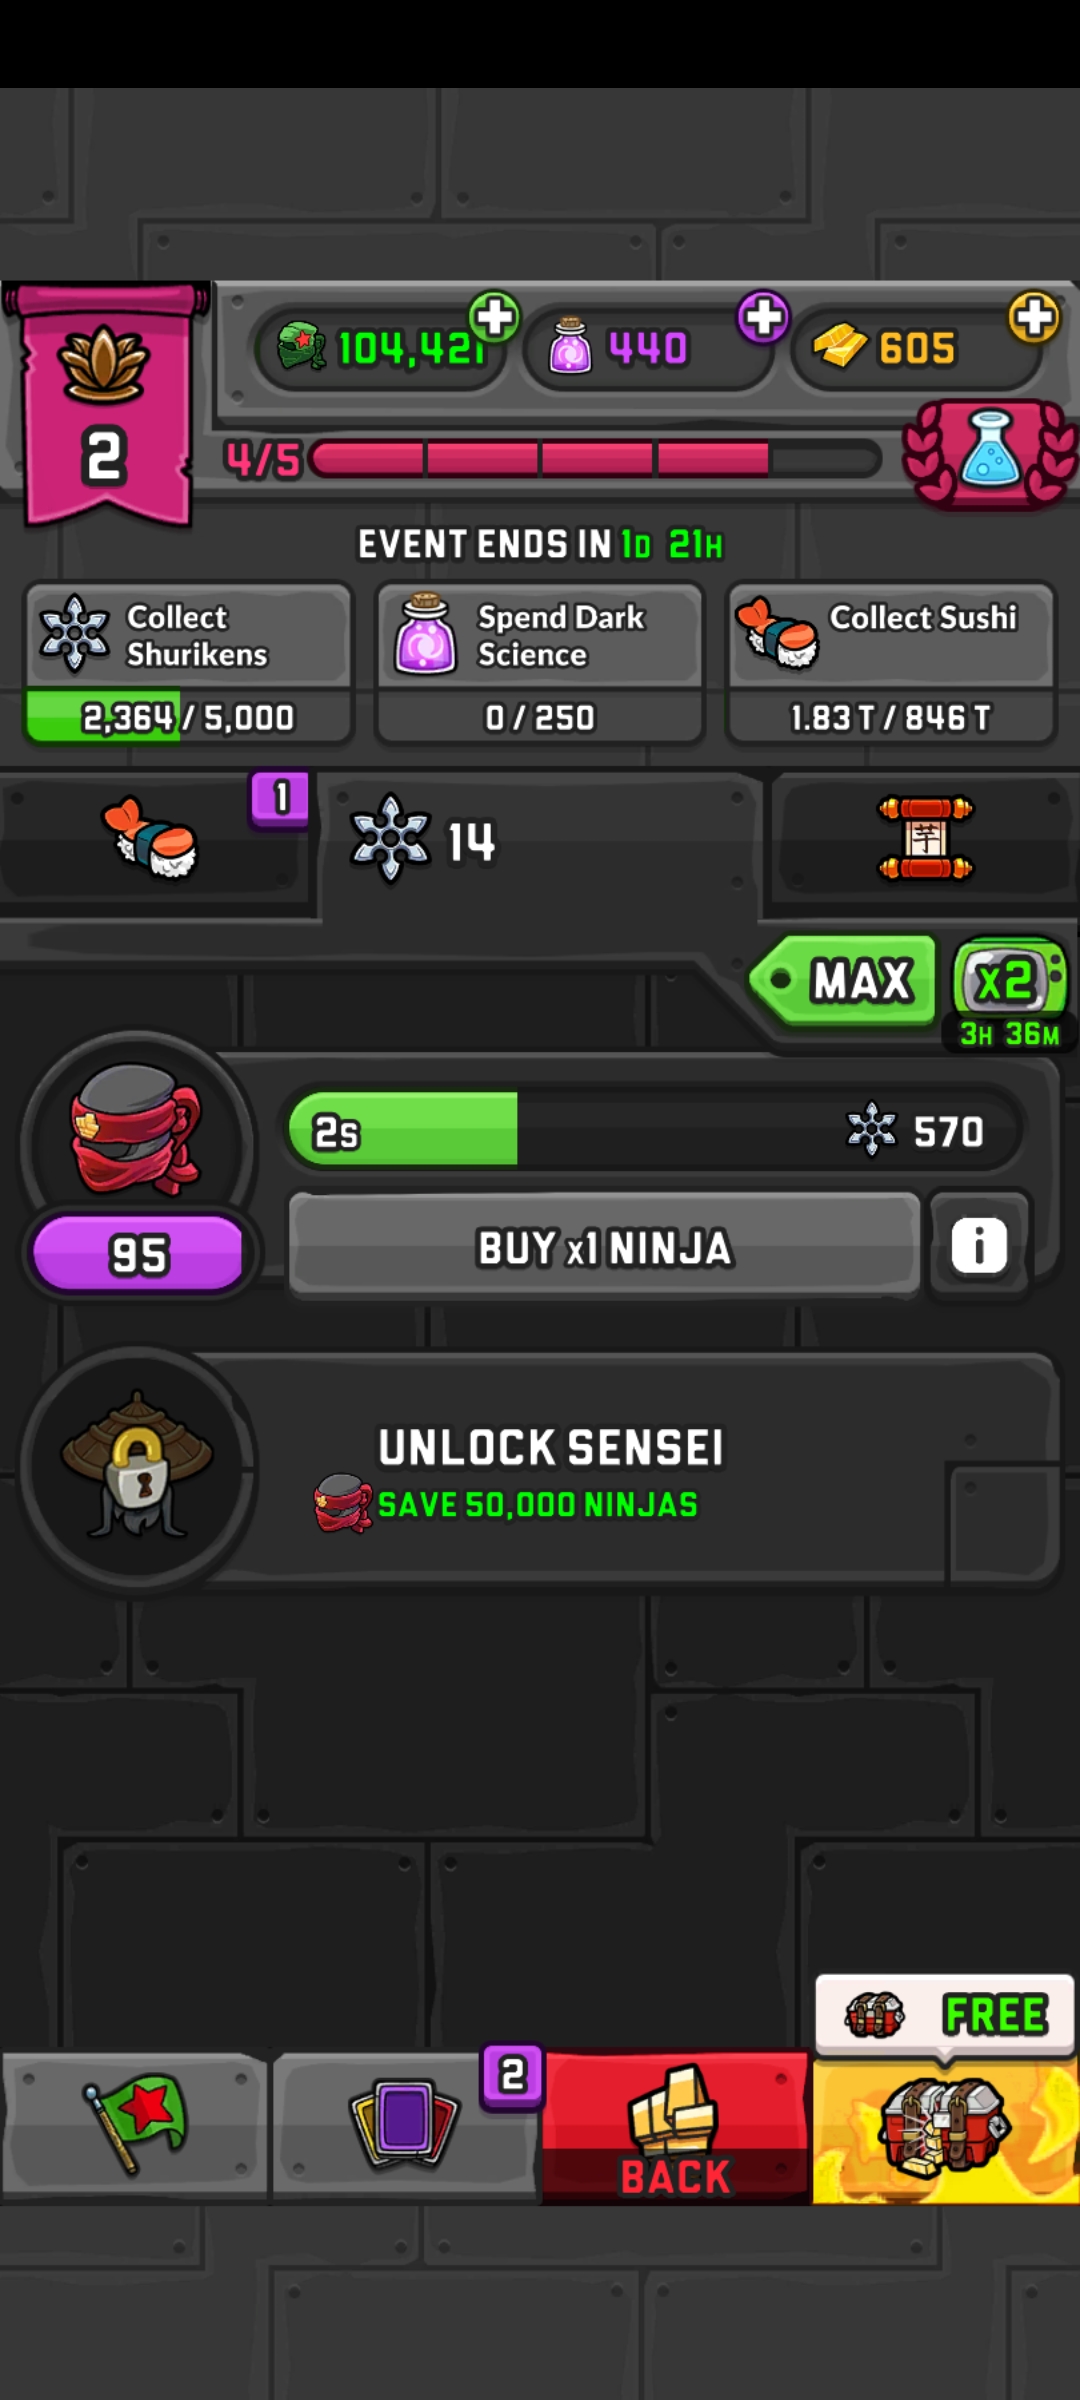 104,421
440
605
2
4/5
EVENT ENDS IN 1D 21H
Collect
Shurikens
2,364 / 5,000
Spend Dark
Science
0 / 250
Collect Sushi
1.83 T / 846 T
1
14
芋
MAX
x2
3H 36M
2s
570
95
BUY x1 NINJA
i
UNLOCK SENSEI
SAVE 50,000 NINJAS
FREE
2
BACK